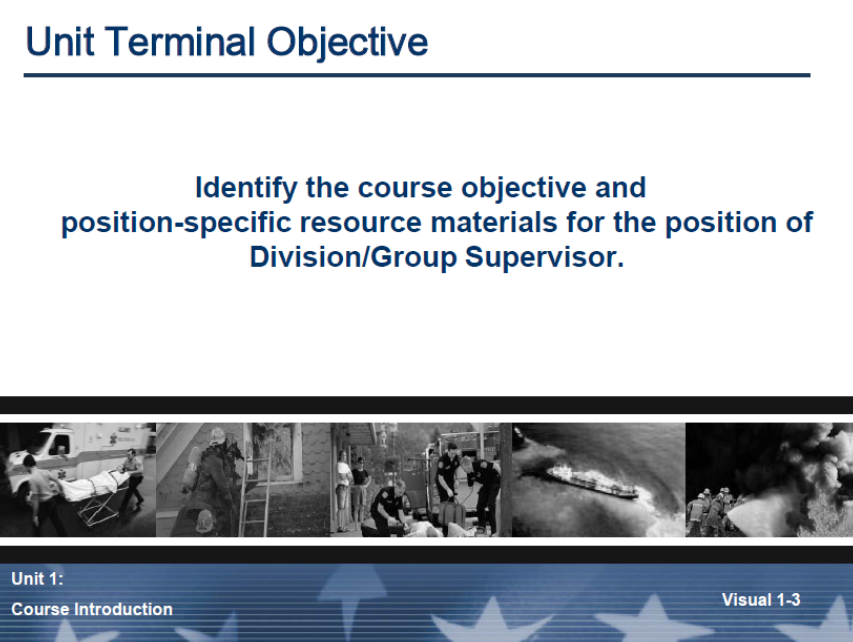 Unit Terminal Objective
Identify the course objective and
position-specific resource materials for the position of
Division/Group Supervisor.
Unit 1:
Course Introduction
Visual 1-3